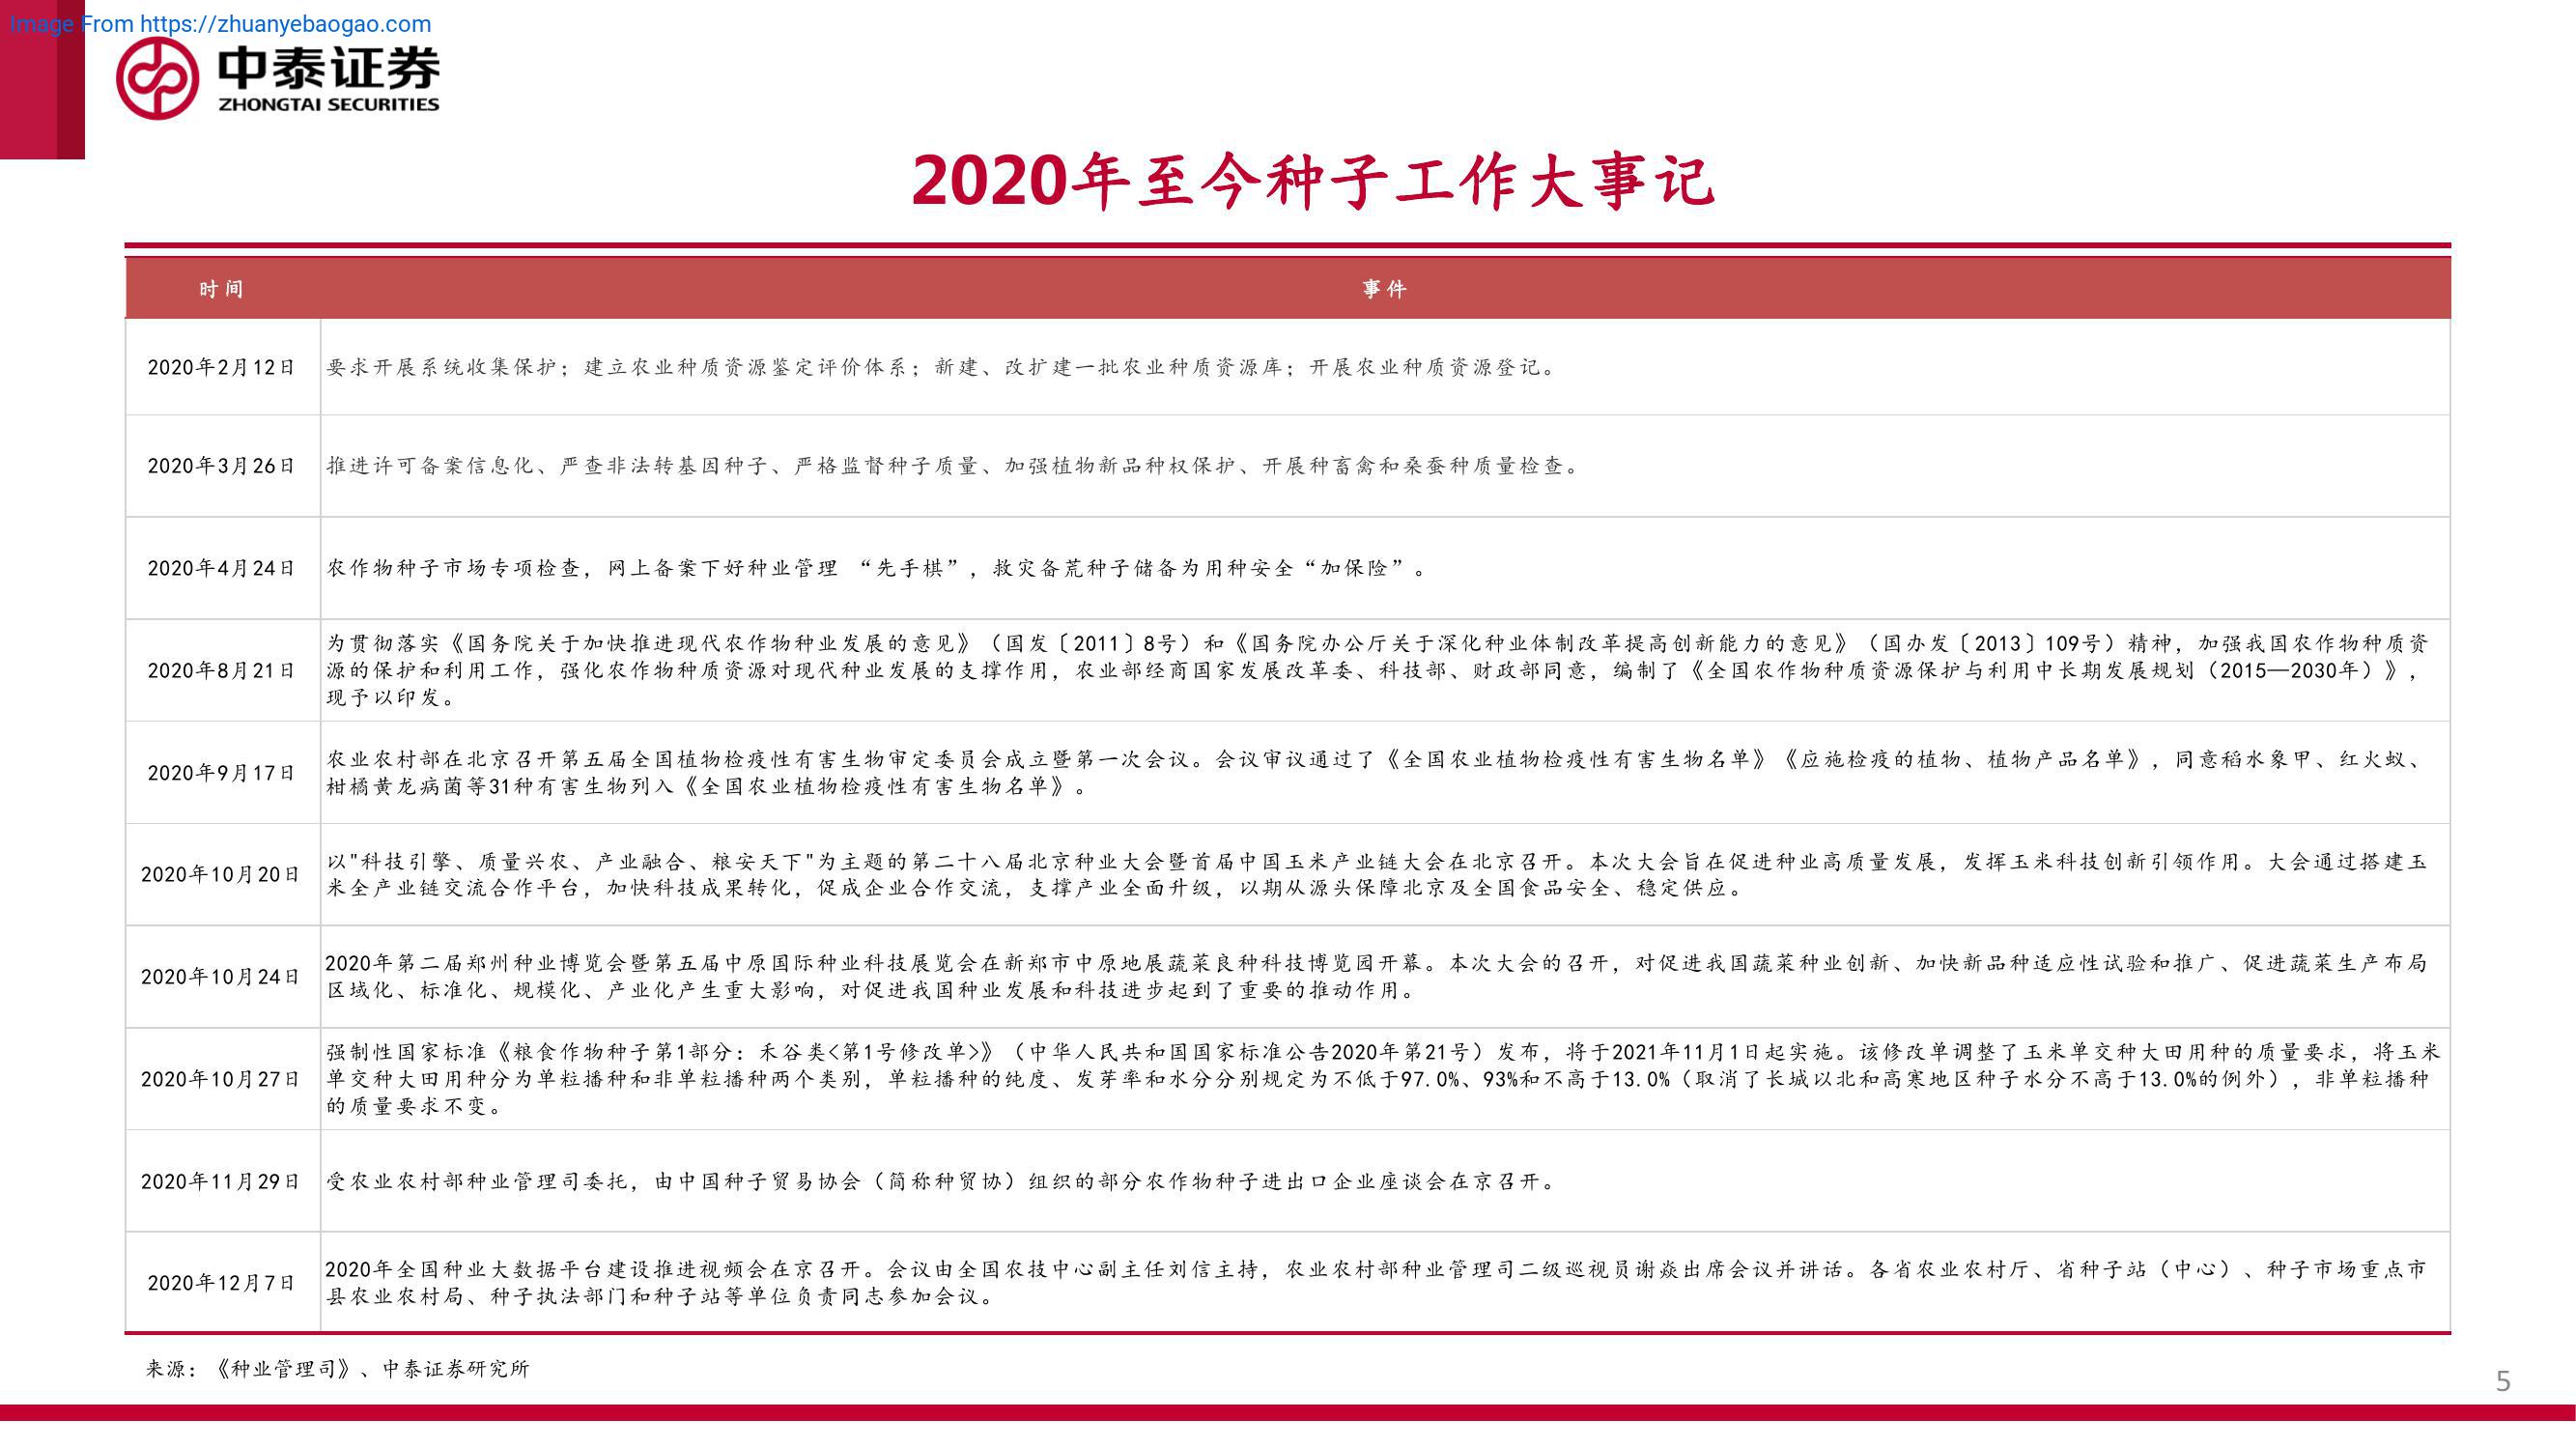 Image From https://zhuanyebaogao.com
中泰证券
ZHONGTAI SECURITIES
2020年至今种子工作大事记
时间 事件
2020年2月12日 要求开展系统收集保护；建立农业种质资源鉴定评价体系；新建、改扩建一批农业种质资源库；开展农业种质资源登记。
2020年3月26日 推进许可备案信息化、严查非法转基因种子、严格监督种子质量、加强植物新品种权保护、开展种畜禽和桑蚕种质量检查。
2020年4月24日 农作物种子市场专项检查，网上备案下好种业管理 “先手棋”，救灾备荒种子储备为用种安全“加保险”。
为贯彻落实《国务院关于加快推进现代农作物种业发展的意见》（国发〔2011〕8号）和《国务院办公厅关于深化种业体制改革提高创新能力的意见》（国办发〔2013〕109号）精神，加强我国农作物种质资
2020年8月21日 源的保护和利用工作，强化农作物种质资源对现代种业发展的支撑作用，农业部经商国家发展改革委、科技部、财政部同意，编制了《全国农作物种质资源保护与利用中长期发展规划（2015—2030年）》，
现予以印发。
2020年9月17日 农业农村部在北京召开第五届全国植物检疫性有害生物审定委员会成立暨第一次会议。会议审议通过了《全国农业植物检疫性有害生物名单》《应施检疫的植物、植物产品名单》，同意稻水象甲、红火蚁、
柑橘黄龙病菌等31种有害生物列入《全国农业植物检疫性有害生物名单》。
2020年10月20日 以"科技引擎、质量兴农、产业融合、粮安天下"为主题的第二十八届北京种业大会暨首届中国玉米产业链大会在北京召开。本次大会旨在促进种业高质量发展，发挥玉米科技创新引领作用。大会通过搭建玉
米全产业链交流合作平台，加快科技成果转化，促成企业合作交流，支撑产业全面升级，以期从源头保障北京及全国食品安全、稳定供应。
2020年10月24日 2020年第二届郑州种业博览会暨第五届中原国际种业科技展览会在新郑市中原地展蔬菜良种科技博览园开幕。本次大会的召开，对促进我国蔬菜种业创新、加快新品种适应性试验和推广、促进蔬菜生产布局
区域化、标准化、规模化、产业化产生重大影响，对促进我国种业发展和科技进步起到了重要的推动作用。
强制性国家标准《粮食作物种子第1部分：禾谷类<第1号修改单>》（中华人民共和国国家标准公告2020年第21号）发布，将于2021年11月1日起实施。该修改单调整了玉米单交种大田用种的质量要求，将玉米
2020年10月27日 单交种大田用种分为单粒播种和非单粒播种两个类别，单粒播种的纯度、发芽率和水分分别规定为不低于97.0%、93%和不高于13.0%（取消了长城以北和高寒地区种子水分不高于13.0%的例外），非单粒播种
的质量要求不变。
2020年11月29日 受农业农村部种业管理司委托，由中国种子贸易协会（简称种贸协）组织的部分农作物种子进出口企业座谈会在京召开。
2020年12月7日 2020年全国种业大数据平台建设推进视频会在京召开。会议由全国农技中心副主任刘信主持，农业农村部种业管理司二级巡视员谢焱出席会议并讲话。各省农业农村厅、省种子站（中心）、种子市场重点市
县农业农村局、种子执法部门和种子站等单位负责同志参加会议。
来源：《种业管理司》、中泰证券研究所
5